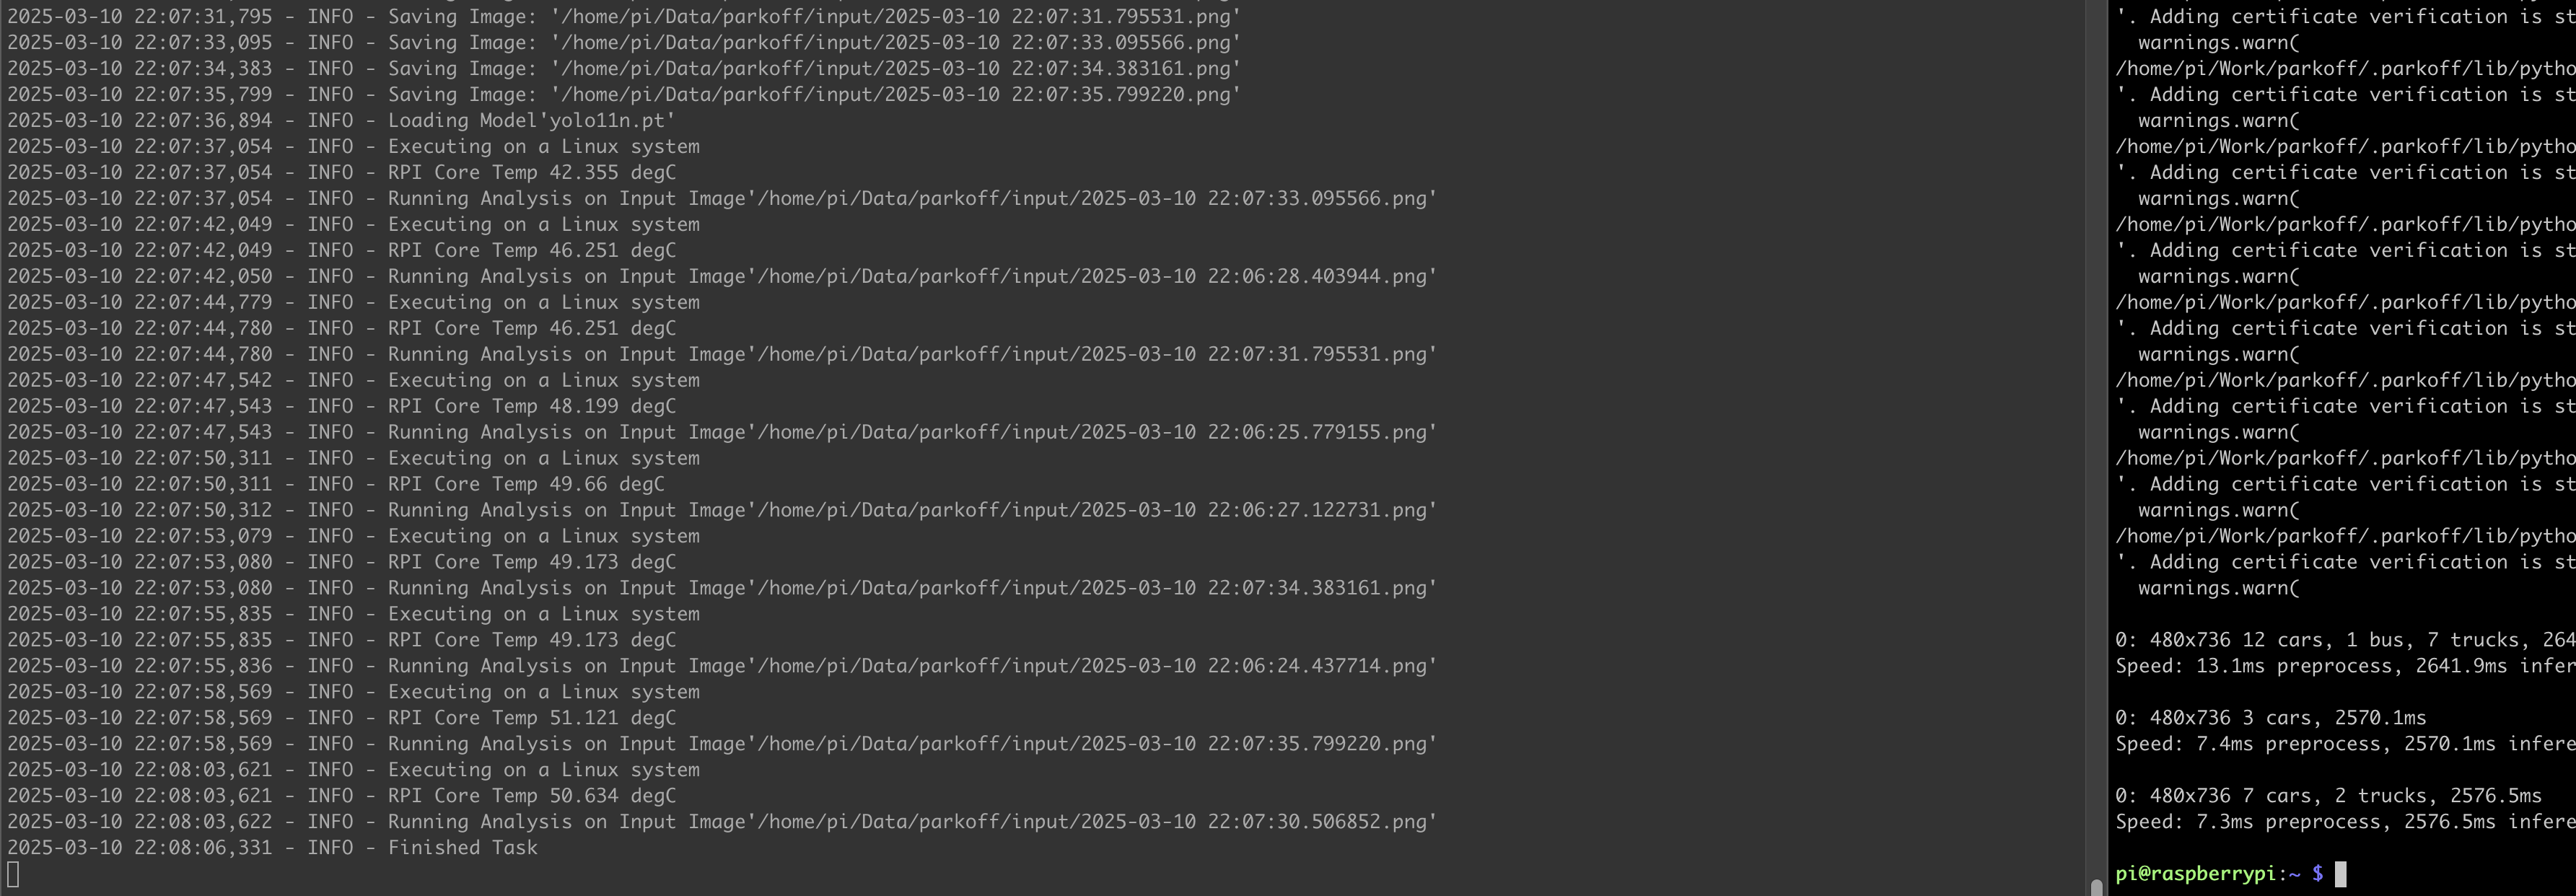 2025-03-10 22:07:31,795 - INFO - Saving Image: '/home/pi/Data/parkoff/input/2025-03-10 22:07:31.795531.png'
2025-03-10 22:07:33,095 - INFO - Saving Image: '/home/pi/Data/parkoff/input/2025-03-10 22:07:33.095566.png'
2025-03-10 22:07:34,383 - INFO - Saving Image: '/home/pi/Data/parkoff/input/2025-03-10 22:07:34.383161.png'
2025-03-10 22:07:35,799 - INFO - Saving Image: '/home/pi/Data/parkoff/input/2025-03-10 22:07:35.799220.png'
2025-03-10 22:07:36,894 - INFO - Loading Model'yolo11n.pt'
2025-03-10 22:07:37,054 - INFO - Executing on a Linux system
2025-03-10 22:07:37,054 - INFO - RPI Core Temp 42.355 degC
2025-03-10 22:07:37,054 - INFO - Running Analysis on Input Image'/home/pi/Data/parkoff/input/2025-03-10 22:07:33.095566.png'
2025-03-10 22:07:42,049 - INFO - Executing on a Linux system
2025-03-10 22:07:42,049 - INFO - RPI Core Temp 46.251 degC
2025-03-10 22:07:42,050 - INFO - Running Analysis on Input Image'/home/pi/Data/parkoff/input/2025-03-10 22:06:28.403944.png'
2025-03-10 22:07:44,779 - INFO - Executing on a Linux system
2025-03-10 22:07:44,780 - INFO - RPI Core Temp 46.251 degC
2025-03-10 22:07:44,780 - INFO - Running Analysis on Input Image'/home/pi/Data/parkoff/input/2025-03-10 22:07:31.795531.png'
2025-03-10 22:07:47,542 - INFO - Executing on a Linux system
2025-03-10 22:07:47,543 - INFO - RPI Core Temp 48.199 degC
2025-03-10 22:07:47,543 - INFO - Running Analysis on Input Image'/home/pi/Data/parkoff/input/2025-03-10 22:06:25.779155.png'
2025-03-10 22:07:50,311 - INFO - Executing on a Linux system
2025-03-10 22:07:50,311 - INFO - RPI Core Temp 49.66 degC
2025-03-10 22:07:50,312 - INFO - Running Analysis on Input Image'/home/pi/Data/parkoff/input/2025-03-10 22:06:27.122731.png'
2025-03-10 22:07:53,079 - INFO - Executing on a Linux system
2025-03-10 22:07:53,080 - INFO - RPI Core Temp 49.173 degC
2025-03-10 22:07:53,080 - INFO - Running Analysis on Input Image'/home/pi/Data/parkoff/input/2025-03-10 22:07:34.383161.png'
2025-03-10 22:07:55,835 - INFO - Executing on a Linux system
2025-03-10 22:07:55,835 - INFO - RPI Core Temp 49.173 degC
2025-03-10 22:07:55,836 - INFO - Running Analysis on Input Image'/home/pi/Data/parkoff/input/2025-03-10 22:06:24.437714.png'
2025-03-10 22:07:58,569 - INFO - Executing on a Linux system
2025-03-10 22:07:58,569 - INFO - RPI Core Temp 51.121 degC
2025-03-10 22:07:58,569 - INFO - Running Analysis on Input Image'/home/pi/Data/parkoff/input/2025-03-10 22:07:35.799220.png'
2025-03-10 22:08:03,621 - INFO - Executing on a Linux system
2025-03-10 22:08:03,621 - INFO - RPI Core Temp 50.634 degC
2025-03-10 22:08:03,622 - INFO - Running Analysis on Input Image'/home/pi/Data/parkoff/input/2025-03-10 22:07:30.506852.png'
2025-03-10 22:08:06,331 - INFO - Finished Task
'. Adding certificate verification is st
warnings.warn(
/home/pi/Work/parkoff/.parkoff/lib/pytho
'. Adding certificate verification is st
warnings.warn(
/home/pi/Work/parkoff/.parkoff/lib/pytho
'. Adding certificate verification is st
warnings.warn(
/home/pi/Work/parkoff/.parkoff/lib/pytho
'. Adding certificate verification is st
warnings.warn(
/home/pi/Work/parkoff/.parkoff/lib/pytho
'. Adding certificate verification is st
warnings.warn(
/home/pi/Work/parkoff/.parkoff/lib/pytho
'. Adding certificate verification is st
warnings.warn(
/home/pi/Work/parkoff/.parkoff/lib/pytho
'. Adding certificate verification is st
warnings.warn(
/home/pi/Work/parkoff/.parkoff/lib/pytho
'. Adding certificate verification is st
warnings.warn(
0: 480x736 12 cars, 1 bus, 7 trucks, 264
Speed: 13.1ms preprocess, 2641.9ms infer
0: 480x736 3 cars, 2570.1ms
Speed: 7.4ms preprocess, 2570.1ms infere
0: 480x736 7 cars, 2 trucks, 2576.5ms
Speed: 7.3ms preprocess, 2576.5ms infere
pi@raspberrypi:~ $